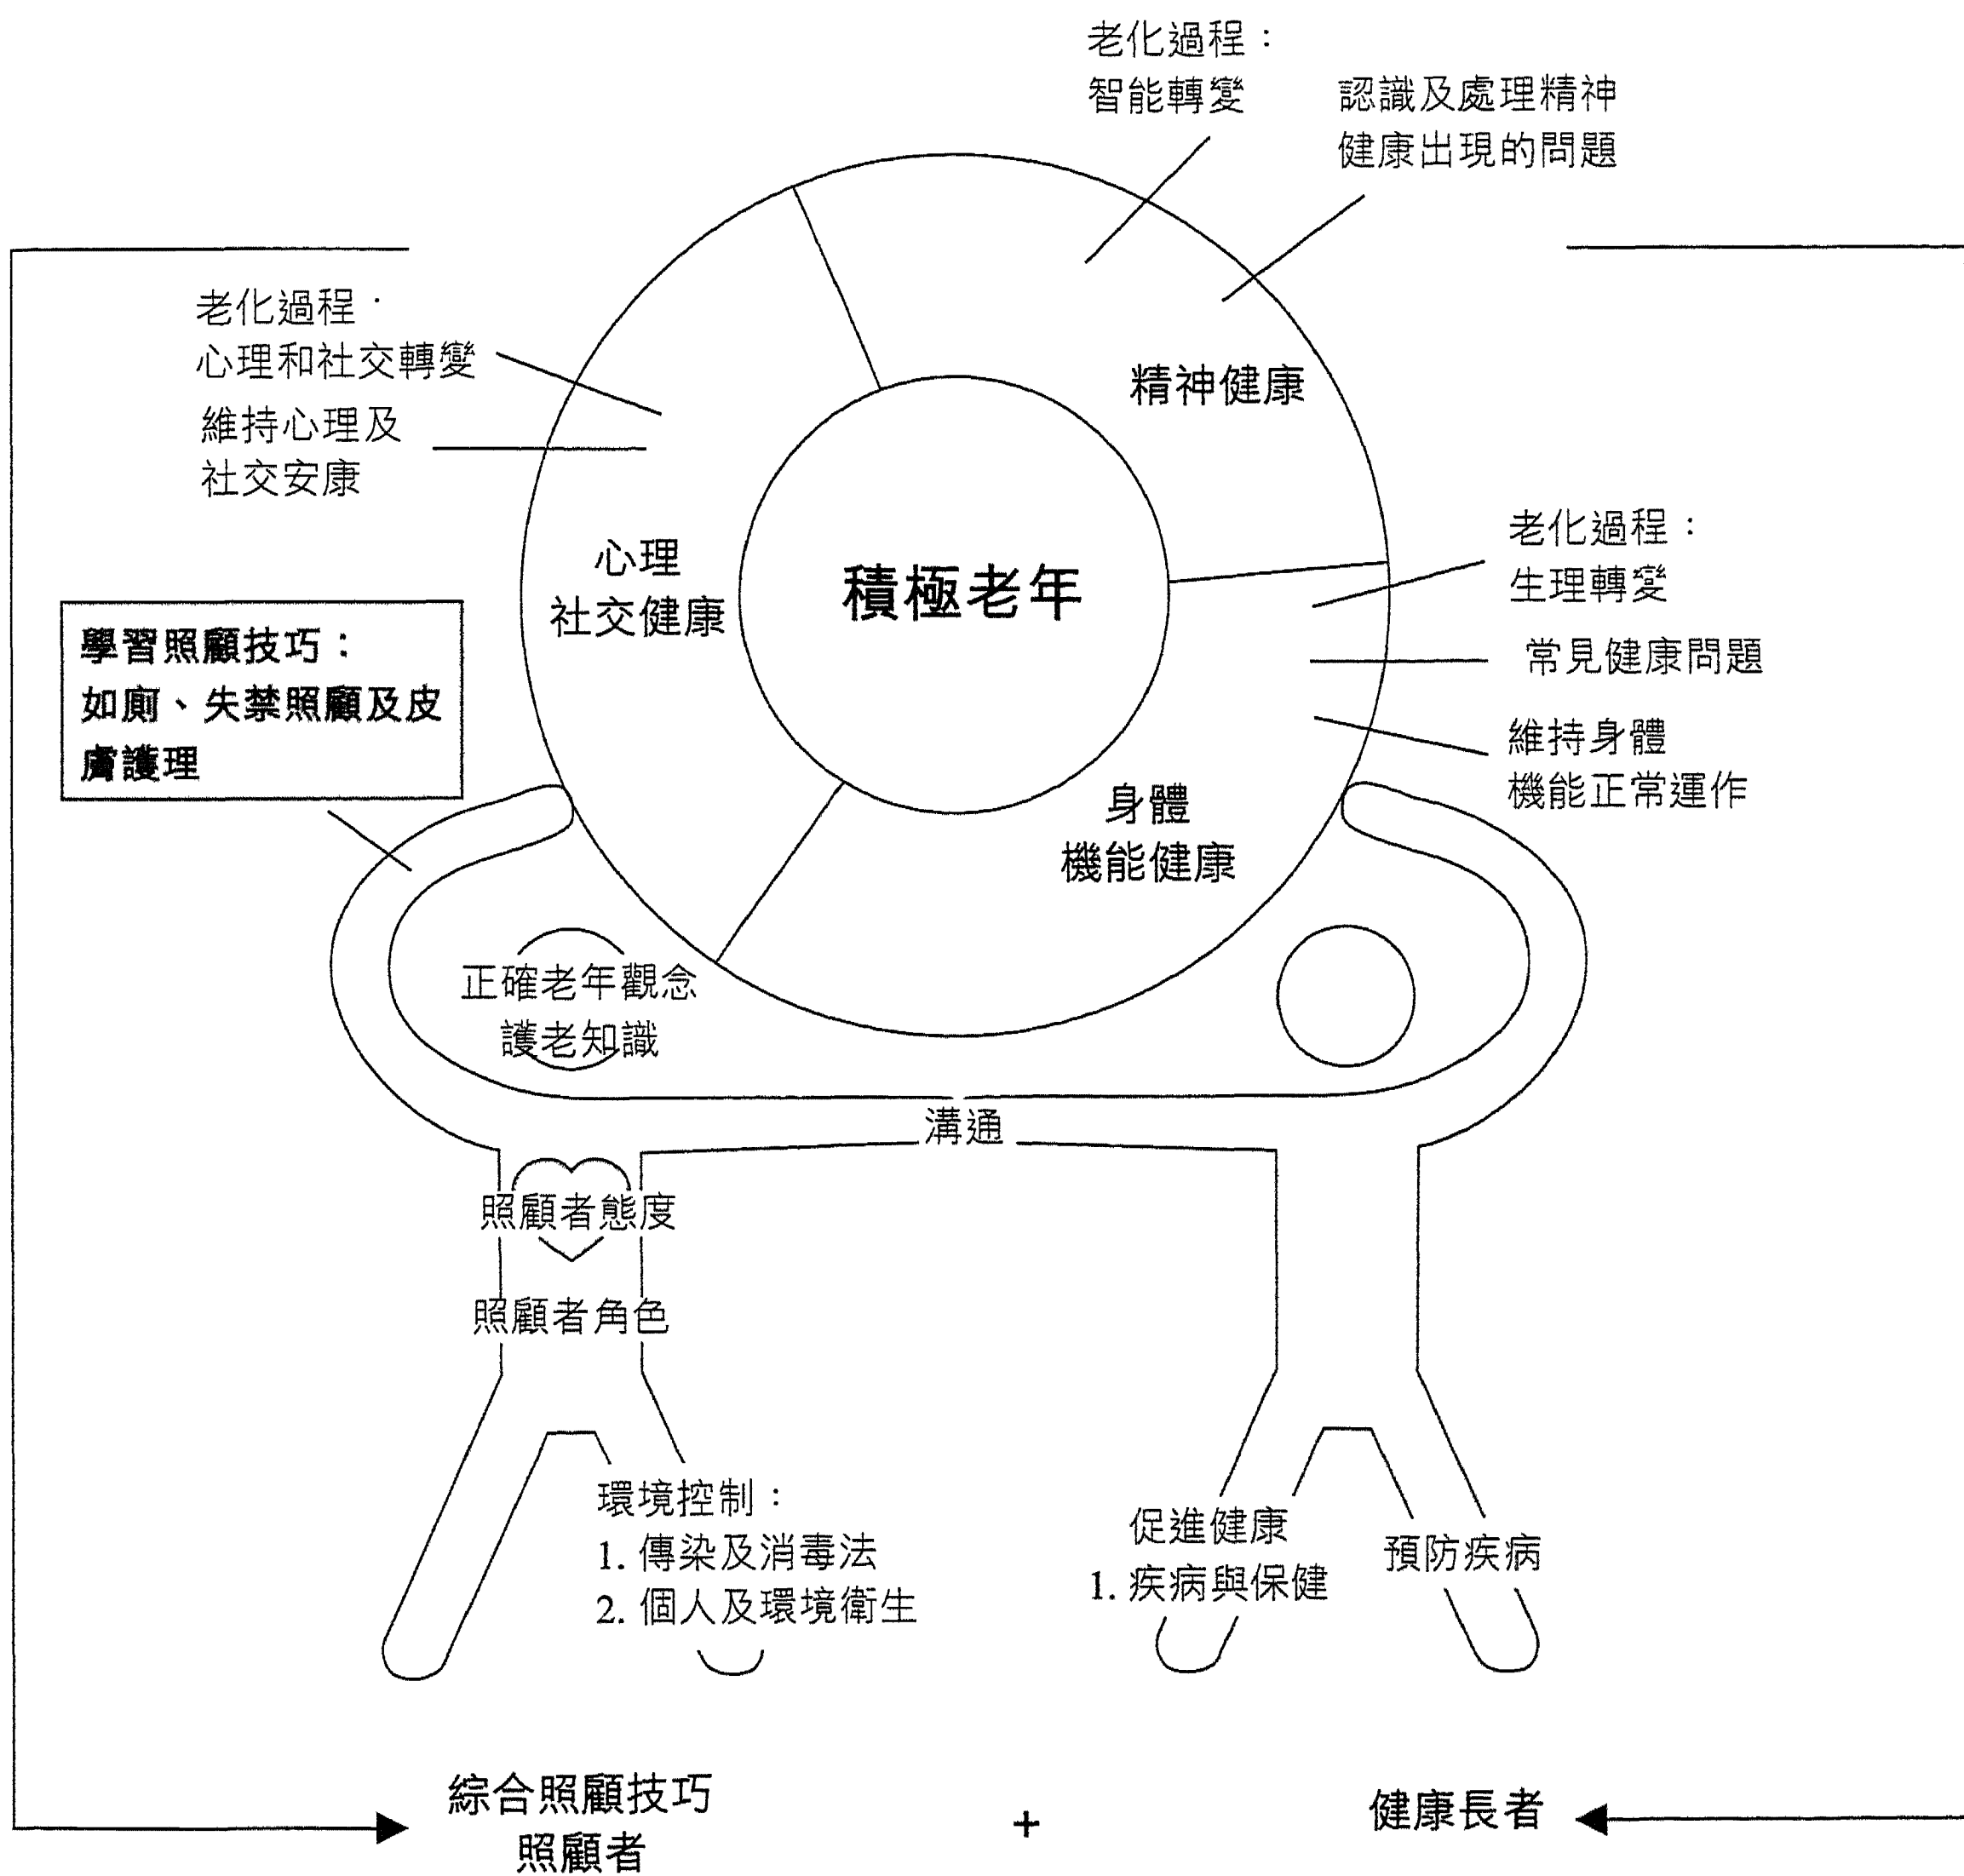 老化過程：
智能轉變
認識及處理精神
健康出現的問題
老化過程：
心理和社交轉變
維持心理及
社交安康
精神健康
心理
社交健康
積極老年
老化過程：
生理轉變
常見健康問題
維持身體
機能正常運作
身體
機能健康
學習照顧技巧：
如廁、失禁照顧及皮
膚護理
正確老年觀念
護老知識
溝通
照顧者態度
照顧者角色
環境控制：
1. 傳染及消毒法
2. 個人及環境衛生
促進健康
1. 疾病與保健
預防疾病
綜合照顧技巧
照顧者
+
健康長者